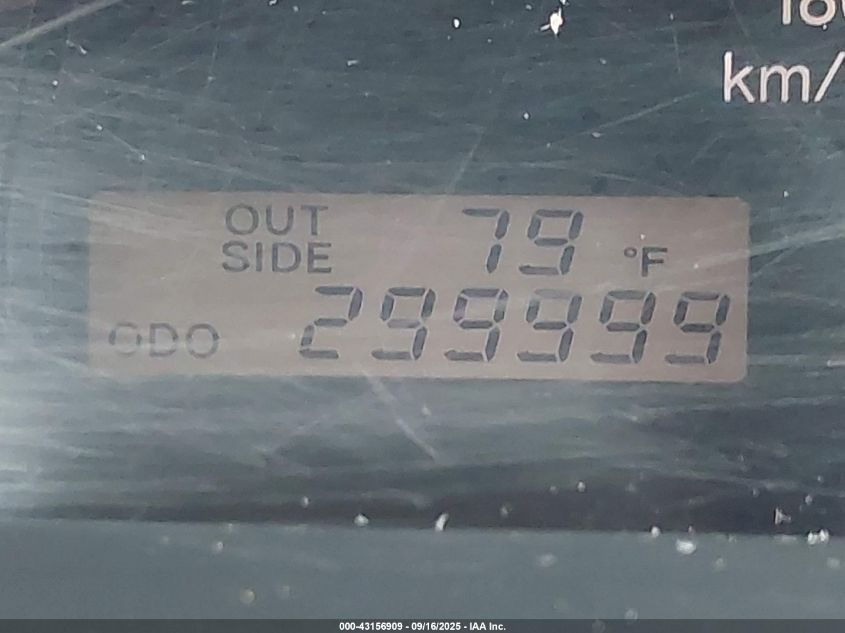 km/
OUT
SIDE
79 °F
ODO 299999
000-43156909 - 09/16/2025 - IAA Inc.